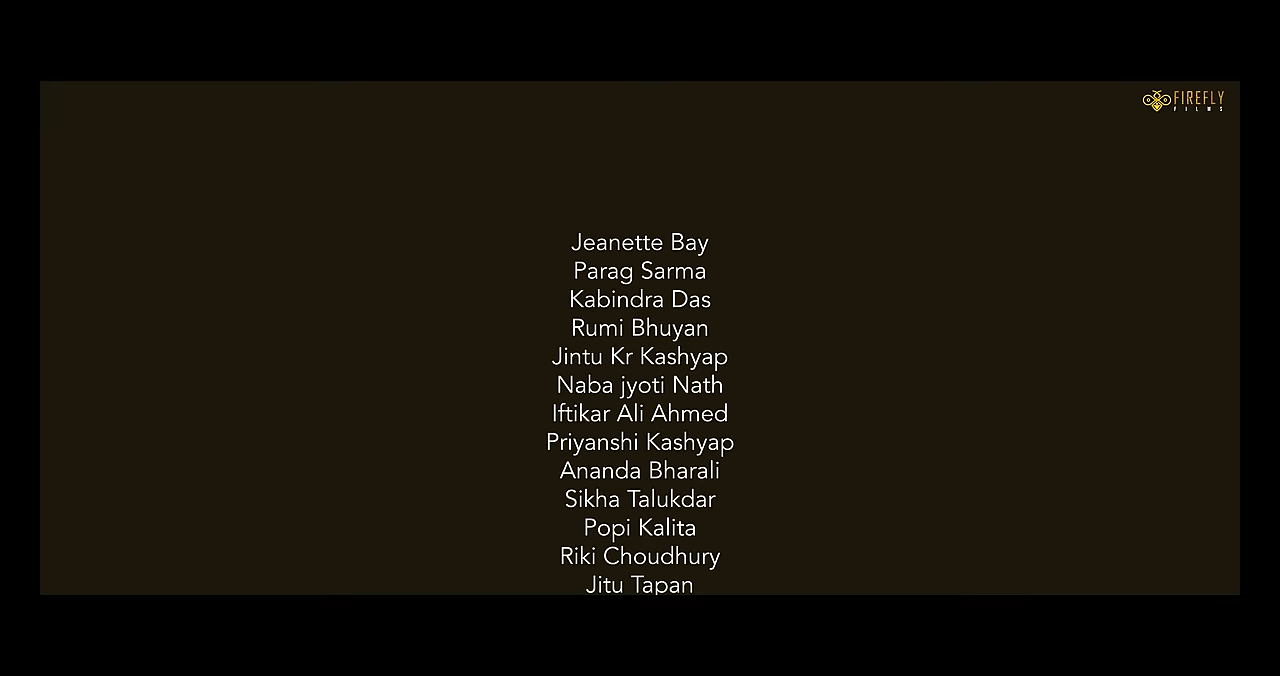 FIREFLY
FILMS
Jeanette Bay
Parag Sarma
Kabindra Das
Rumi Bhuyan
Jintu Kr Kashyap
Naba jyoti Nath
Iftikar Ali Ahmed
Priyanshi Kashyap
Ananda Bharali
Sikha Talukdar
Popi Kalita
Riki Choudhury
Jitu Tapan